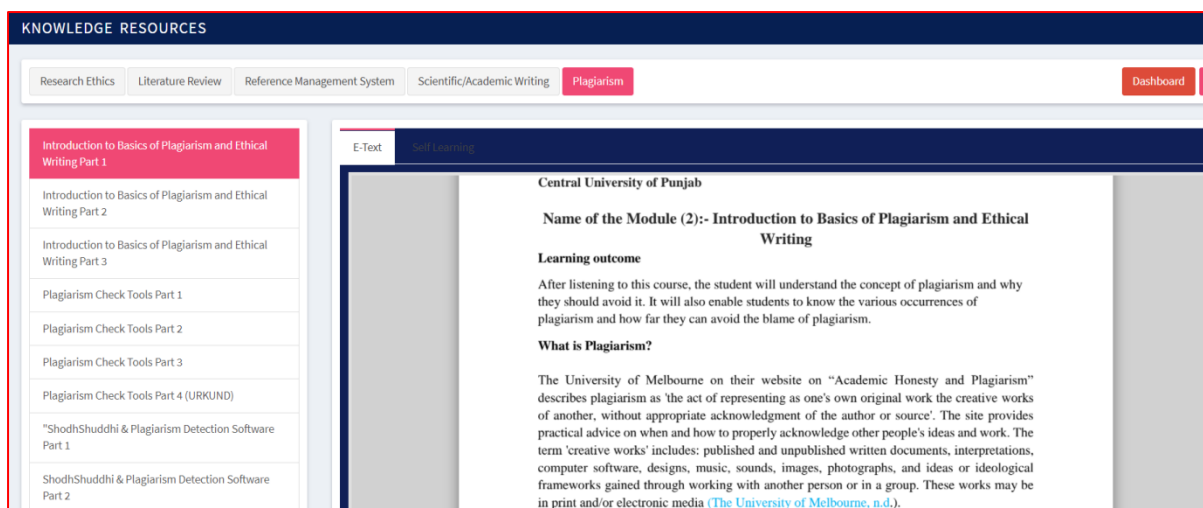 KNOWLEDGE RESOURCES
Research Ethics
Literature Review
Reference Management System
Scientific/Academic Writing
Plagiarism
Dashboard
Introduction to Basics of Plagiarism and Ethical
Writing Part 1
Introduction to Basics of Plagiarism and Ethical
Writing Part 2
Introduction to Basics of Plagiarism and Ethical
Writing Part 3
Plagiarism Check Tools Part 1
Plagiarism Check Tools Part 2
Plagiarism Check Tools Part 3
Plagiarism Check Tools Part 4 (URKUND)
"ShodhShuddhi & Plagiarism Detection Software
Part 1
ShodhShuddhi & Plagiarism Detection Software
Part 2
E-Text
Self Learning
Central University of Punjab
Name of the Module (2):- Introduction to Basics of Plagiarism and Ethical
Writing
Learning outcome
After listening to this course, the student will understand the concept of plagiarism and why
they should avoid it. It will also enable students to know the various occurrences of
plagiarism and how far they can avoid the blame of plagiarism.
What is Plagiarism?
The University of Melbourne on their website on “Academic Honesty and Plagiarism”
describes plagiarism as 'the act of representing as one's own original work the creative works
of another, without appropriate acknowledgment of the author or source'. The site provides
practical advice on when and how to properly acknowledge other people's ideas and work. The
term 'creative works' includes: published and unpublished written documents, interpretations,
computer software, designs, music, sounds, images, photographs, and ideas or ideological
frameworks gained through working with another person or in a group. These works may be
in print and/or electronic media (The University of Melbourne, n.d.).